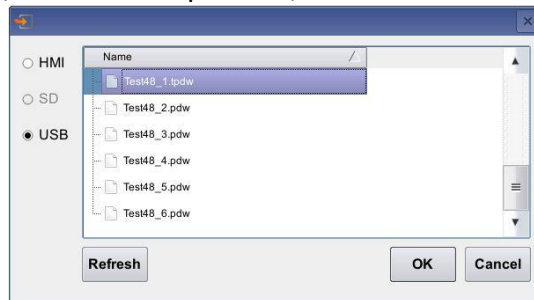 HMI
SD
USB
Name
Test48_1.tpdw
Test48_2.pdw
Test48_3.pdw
Test48_4.pdw
Test48_5.pdw
Test48_6.pdw
Refresh OK Cancel